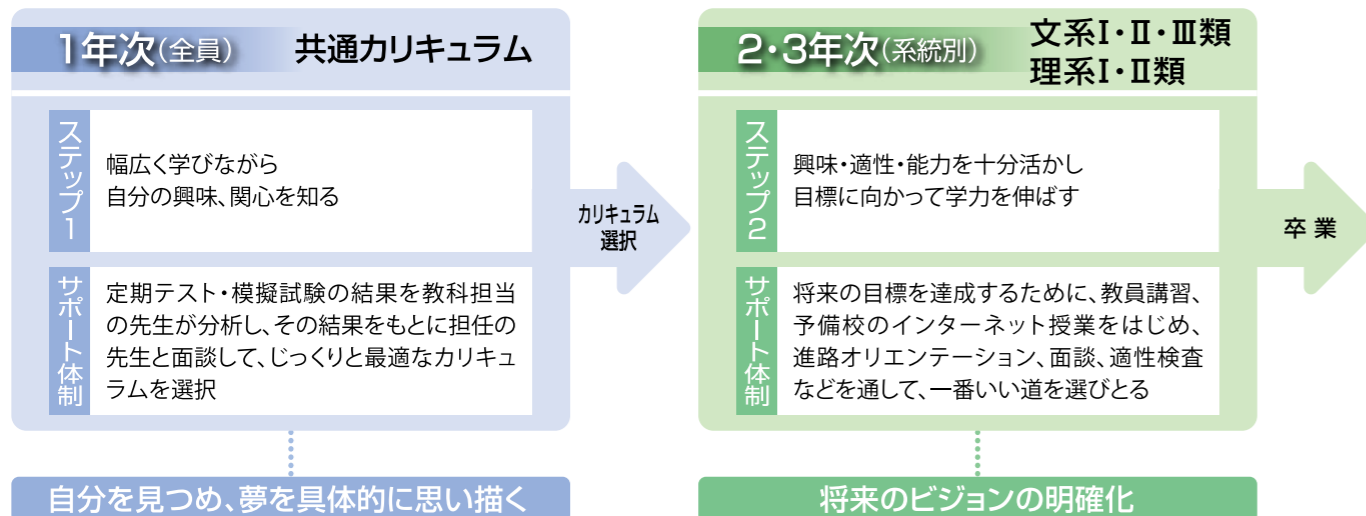 1年次(全員) 共通カリキュラム
ステップ1
幅広く学びながら
自分の興味、関心を知る
サポート体制
定期テスト・模擬試験の結果を教科担当
の先生が分析し、その結果をもとに担任の
先生と面談して、じっくりと最適なカリキュ
ラムを選択
自分を見つめ、夢を具体的に思い描く
カリキュラム
選択
2・3年次(系統別)
文系Ⅰ・Ⅱ・Ⅲ類
理系Ⅰ・Ⅱ類
ステップ2
興味・適性・能力を十分活かし
目標に向かって学力を伸ばす
サポート体制
将来の目標を達成するために、教員講習、
予備校のインターネット授業をはじめ、
進路オリエンテーション、面談、適性検査
などを通して、一番いい道を選びとる
将来のビジョンの明確化
卒業